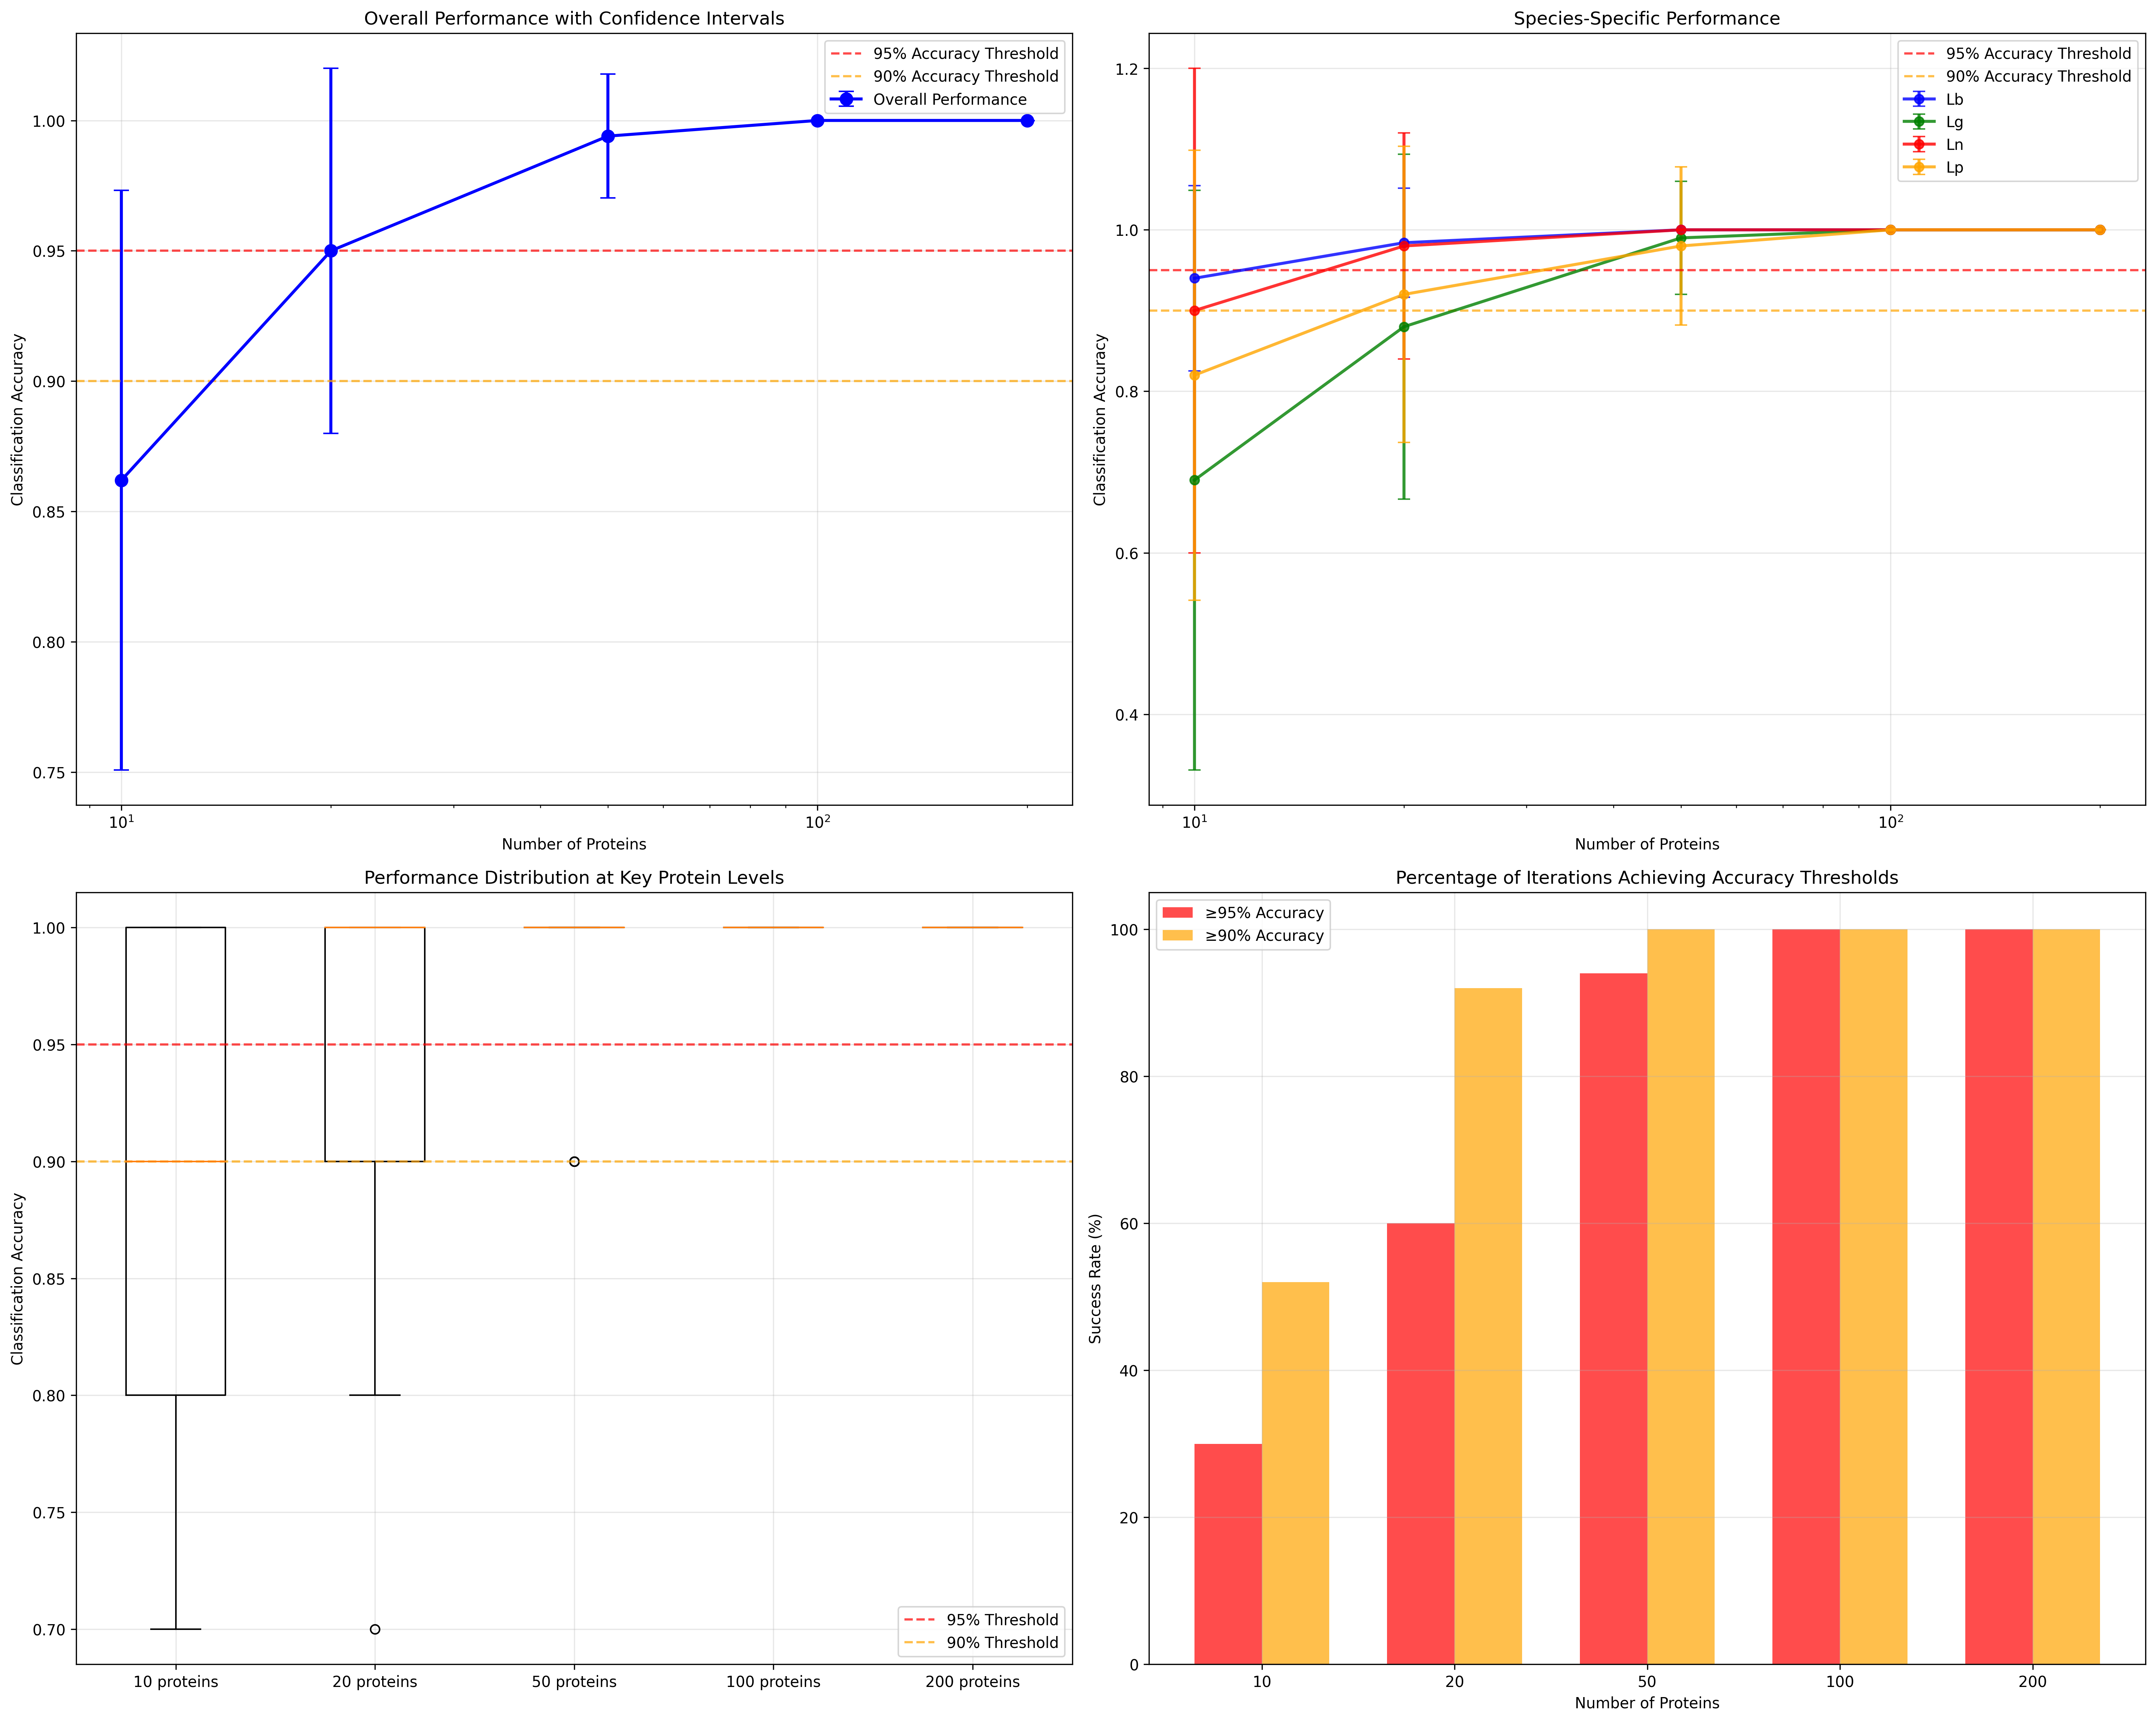 Overall Performance with Confidence Intervals
95% Accuracy Threshold
90% Accuracy Threshold
Overall Performance
Classification Accuracy
1.00
0.95
0.90
0.85
0.80
0.75
10¹
10²
Number of Proteins
Species-Specific Performance
95% Accuracy Threshold
90% Accuracy Threshold
Lb
Lg
Ln
Lp
Classification Accuracy
1.2
1.0
0.8
0.6
0.4
10¹
10²
Number of Proteins
Performance Distribution at Key Protein Levels
Classification Accuracy
1.00
0.95
0.90
0.85
0.80
0.75
0.70
95% Threshold
90% Threshold
10 proteins
20 proteins
50 proteins
100 proteins
200 proteins
Percentage of Iterations Achieving Accuracy Thresholds
≥95% Accuracy
≥90% Accuracy
Success Rate (%)
100
80
60
40
20
0
10
20
50
100
200
Number of Proteins